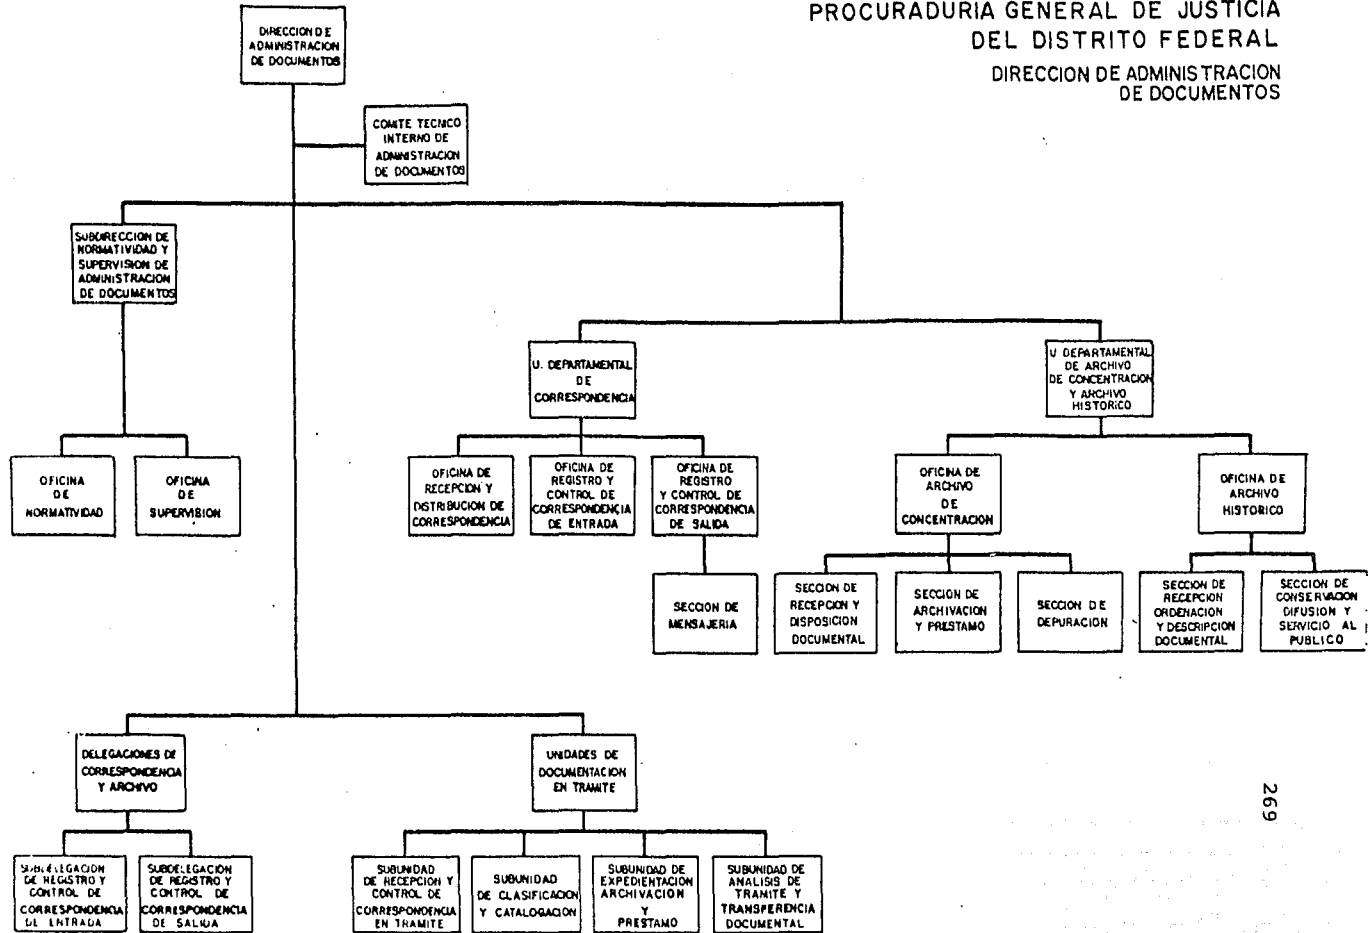 PROCURADURIA GENERAL DE JUSTICIA
DEL DISTRITO FEDERAL
DIRECCION DE ADMINISTRACION
DE DOCUMENTOS
DIRECCION DE
ADMINISTRACION
DE DOCUMENTOS
COMITE TECNICO
INTERNO DE
ADMINISTRACION
DE DOCUMENTOS
SUBDIRECCION DE
NORMATIVIDAD Y
SUPERVISION DE
ADMINISTRACION
DE DOCUMENTOS
U. DEPARTAMENTAL
DE
CORRESPONDENCIA
U DEPARTAMENTAL
DE ARCHIVO
DE CONCENTRACION
Y ARCHIVO
HISTORICO
OFICINA
DE
NORMATIVIDAD
OFICINA
DE
SUPERVISION
OFICINA DE
RECEPCION Y
DISTRIBUCION DE
CORRESPONDENCIA
OFICINA DE
REGISTRO Y
CONTROL DE
CORRESPONDENCIA
DE ENTRADA
OFICINA DE
REGISTRO
Y CONTROL DE
CORRESPONDENCIA
DE SALIDA
OFICINA DE
ARCHIVO
DE
CONCENTRACION
OFICINA DE
ARCHIVO
HISTORICO
SECCION DE
MENSAJERIA
SECCION DE
RECEPCION Y
DISPOSICION
DOCUMENTAL
SECCION DE
ARCHIVACION
Y PRESTAMO
SECCION DE
DEPURACION
SECCION DE
RECEPCION
ORDENACION
Y DESCRIPCION
DOCUMENTAL
SECCION DE
CONSERVACION
DIFUSION Y
SERVICIO AL
PUBLICO
DELEGACIONES DE
CORRESPONDENCIA
Y ARCHIVO
UNIDADES DE
DOCUMENTACION
EN TRAMITE
SUBDELEGACION
DE REGISTRO Y
CONTROL DE
CORRESPONDENCIA
DE ENTRADA
SUBDELEGACION
DE REGISTRO Y
CONTROL DE
CORRESPONDENCIA
DE SALIDA
SUBUNIDAD
DE RECEPCION Y
CONTROL DE
CORRESPONDENCIA
EN TRAMITE
SUBUNIDAD
DE CLASIFICACION
Y CATALOGACION
SUBUNIDAD DE
EXPEDIENTACION
ARCHIVACION
Y
PRESTAMO
SUBUNIDAD DE
ANALISIS DE
TRAMITE Y
TRANSFERENCIA
DOCUMENTAL
269